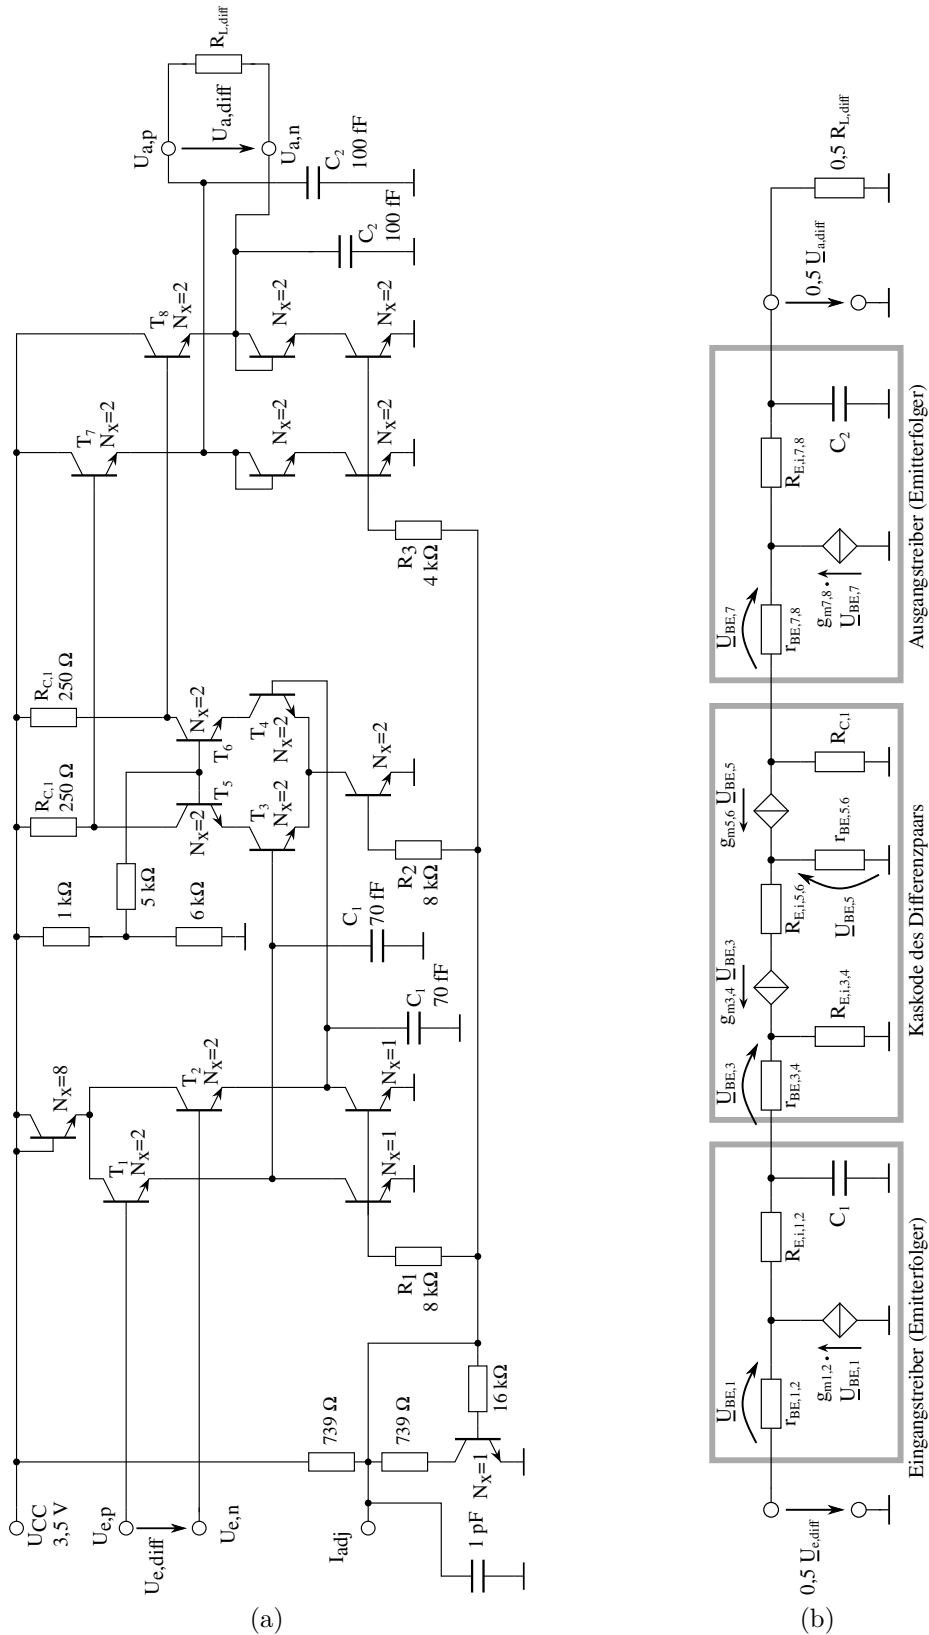 U_CC
3,5 V
U_e,p
U_e,diff
U_e,n
I_adj
1 pF
739 Ω
739 Ω
N_X=1
16 kΩ
N_X=8
T_1
N_X=2
T_2
N_X=2
N_X=1
N_X=1
R_1
8 kΩ
C_1
70 fF
C_1
70 fF
1 kΩ
5 kΩ
6 kΩ
R_C,1
250 Ω
R_C,1
250 Ω
N_X=2
T_5
N_X=2
T_6
T_3
N_X=2
T_4
N_X=2
N_X=2
R_2
8 kΩ
R_3
4 kΩ
T_7
N_X=2
T_8
N_X=2
N_X=2
N_X=2
N_X=2
N_X=2
C_2
100 fF
C_2
100 fF
U_a,p
U_a,diff
U_a,n
R_L,diff
(a)
0,5 U_e,diff
U_BE,1
r_BE,1,2
g_m1,2•
U_BE,1
R_E,i,1,2
C_1
Eingangstreiber (Emitterfolger)
U_BE,3
r_BE,3,4
g_m3,4 U_BE,3
R_E,i,3,4
R_E,i,5,6
U_BE,5
r_BE,5.6
g_m5,6 U_BE,5
R_C,1
Kaskode des Differenzpaars
U_BE,7
r_BE,7,8
g_m7,8•
U_BE,7
R_E,i,7,8
C_2
Ausgangstreiber (Emitterfolger)
0,5 U_a,diff
0,5 R_L,diff
(b)